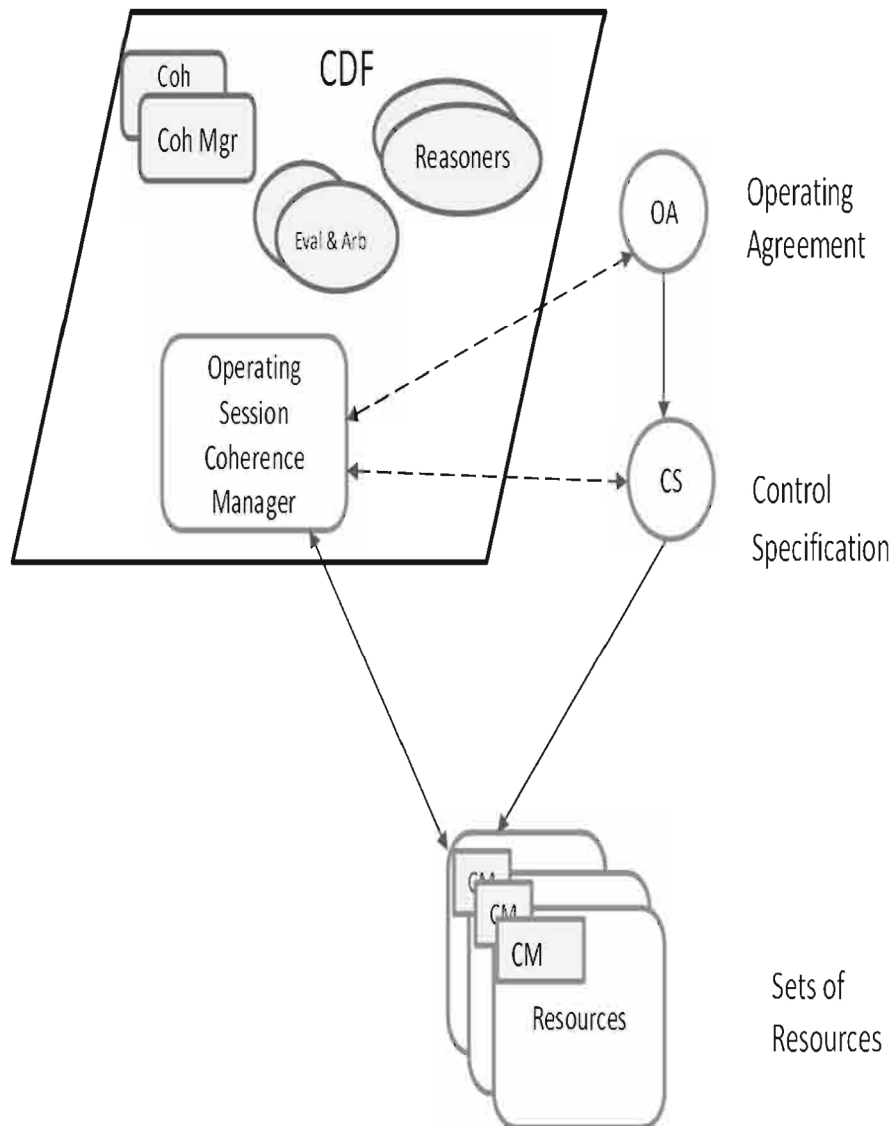 CDF
Coh
Coh Mgr
Reasoners
Eval & Arb
OA
Operating
Agreement
Operating
Session
Coherence
Manager
CS
Control
Specification
CM
CM
CM
Resources
Sets of
Resources